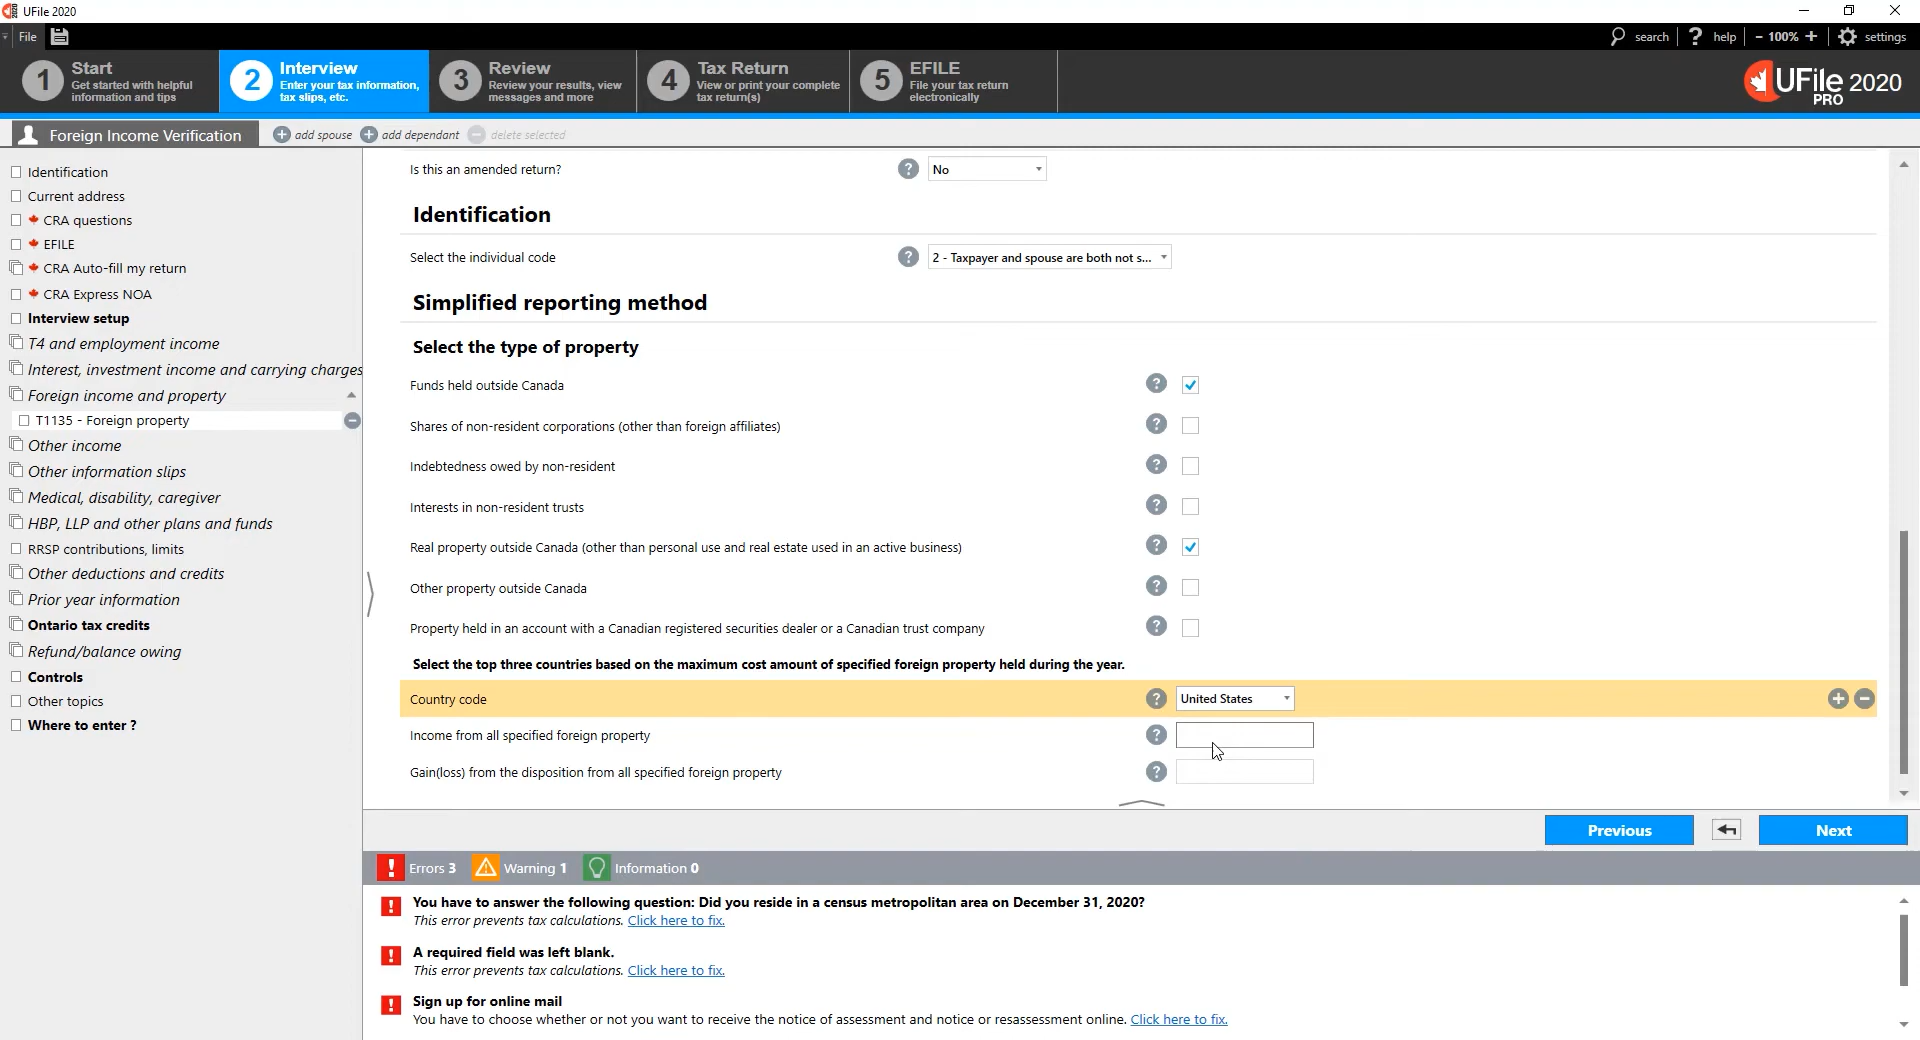 UFile 2020
File
search
help
- 100% +
settings
1 Start
Get started with helpful
information and tips
2 Interview
Enter your tax information,
tax slips, etc.
3 Review
Review your results, view
messages and more
4 Tax Return
View or print your complete
tax return(s)
5 EFILE
File your tax return
electronically
UFile 2020
PRO
Foreign Income Verification
add spouse
add dependant
delete selected
Identification
Current address
CRA questions
EFILE
CRA Auto-fill my return
CRA Express NOA
Interview setup
T4 and employment income
Interest, investment income and carrying charges
Foreign income and property
T1135 - Foreign property
Other income
Other information slips
Medical, disability, caregiver
HBP, LLP and other plans and funds
RRSP contributions, limits
Other deductions and credits
Prior year information
Ontario tax credits
Refund/balance owing
Controls
Other topics
Where to enter ?
Is this an amended return? ? No
Identification
Select the individual code ? 2 - Taxpayer and spouse are both not s...
Simplified reporting method
Select the type of property
Funds held outside Canada ?
Shares of non-resident corporations (other than foreign affiliates) ?
Indebtedness owed by non-resident ?
Interests in non-resident trusts ?
Real property outside Canada (other than personal use and real estate used in an active business) ?
Other property outside Canada ?
Property held in an account with a Canadian registered securities dealer or a Canadian trust company ?
Select the top three countries based on the maximum cost amount of specified foreign property held during the year.
Country code ? United States
Income from all specified foreign property ?
Gain(loss) from the disposition from all specified foreign property ?
Previous
Next
Errors 3
Warning 1
Information 0
You have to answer the following question: Did you reside in a census metropolitan area on December 31, 2020?
This error prevents tax calculations. Click here to fix.
A required field was left blank.
This error prevents tax calculations. Click here to fix.
Sign up for online mail
You have to choose whether or not you want to receive the notice of assessment and notice or resassessment online. Click here to fix.